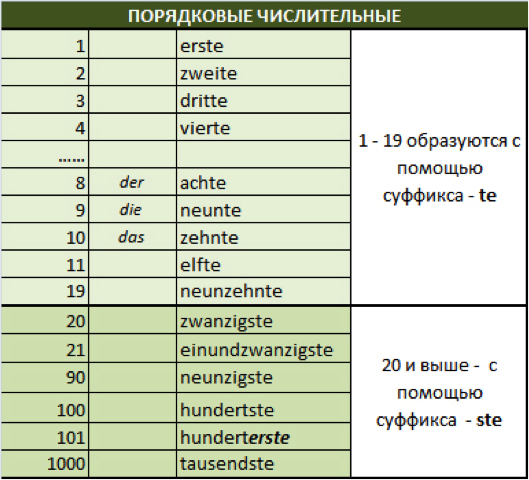 ПОРЯДКОВЫЕ ЧИСЛИТЕЛЬНЫЕ
1 erste
2 zweite
3 dritte
4 vierte
......
8 der achte
9 die neunte
10 das zehnte
11 elfte
19 neunzehnte
1 - 19 образуются с
помощью
суффикса - te
20 zwanzigste
21 einundzwanzigste
90 neunzigste
100 hundertste
101 hunderterste
1000 tausendste
20 и выше - с
помощью
суффикса - ste